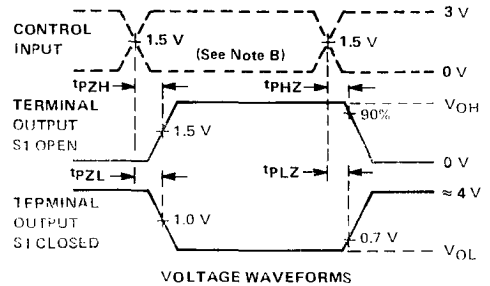 3 V
CONTROL
INPUT
1.5 V
(See Note B)
1.5 V
0 V
tPZH
tPHZ
VOH
TERMINAL
OUTPUT
S1 OPEN
1.5 V
90%
0 V
tPZL
tPLZ
≈ 4 V
TERMINAL
OUTPUT
S1 CLOSED
1.0 V
0.7 V
VOL
VOLTAGE WAVEFORMS